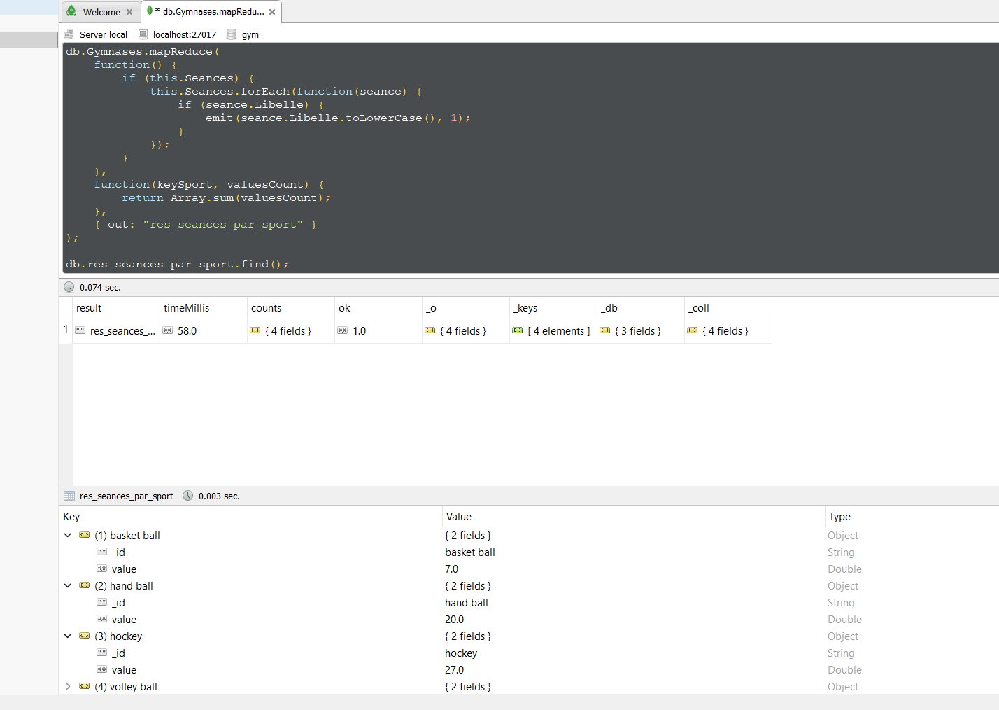 Welcome
* db.Gymnases.mapRedu...
Server local localhost:27017 gym
db.Gymnases.mapReduce(
    function() {
        if (this.Seances) {
            this.Seances.forEach(function(seance) {
                if (seance.Libelle) {
                    emit(seance.Libelle.toLowerCase(), 1);
                }
            });
        }
    },
    function(keySport, valuesCount) {
        return Array.sum(valuesCount);
    },
    { out: "res_seances_par_sport" }
);
db.res_seances_par_sport.find();
0.074 sec.
result timeMillis counts ok _o _keys _db _coll
1 "" res_seances_... ## 58.0 { 4 fields } ## 1.0 { 4 fields } [ 4 elements ] { 3 fields } { 4 fields }
res_seances_par_sport 0.003 sec.
Key Value Type
(1) basket ball { 2 fields } Object
"" _id basket ball String
## value 7.0 Double
(2) hand ball { 2 fields } Object
"" _id hand ball String
## value 20.0 Double
(3) hockey { 2 fields } Object
"" _id hockey String
## value 27.0 Double
(4) volley ball { 2 fields } Object